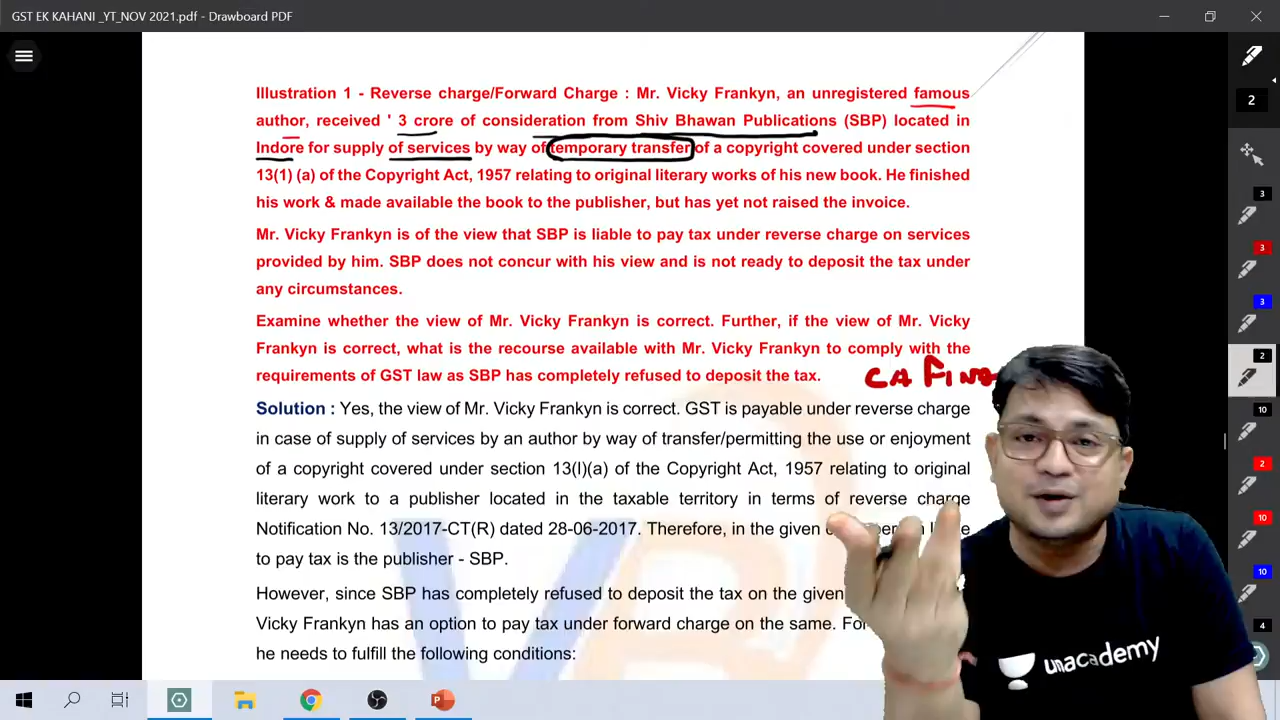 GST EK KAHANI _YT_NOV 2021.pdf - Drawboard PDF
Illustration 1 - Reverse charge/Forward Charge : Mr. Vicky Frankyn, an unregistered famous
author, received ' 3 crore of consideration from Shiv Bhawan Publications (SBP) located in
Indore for supply of services by way of temporary transfer of a copyright covered under section
13(1) (a) of the Copyright Act, 1957 relating to original literary works of his new book. He finished
his work & made available the book to the publisher, but has yet not raised the invoice.
Mr. Vicky Frankyn is of the view that SBP is liable to pay tax under reverse charge on services
provided by him. SBP does not concur with his view and is not ready to deposit the tax under
any circumstances.
Examine whether the view of Mr. Vicky Frankyn is correct. Further, if the view of Mr. Vicky
Frankyn is correct, what is the recourse available with Mr. Vicky Frankyn to comply with the
requirements of GST law as SBP has completely refused to deposit the tax.
CA
Solution : Yes, the view of Mr. Vicky Frankyn is correct. GST is payable under reverse charge
in case of supply of services by an author by way of transfer/permitting the use or enjoyment
of a copyright covered under section 13(l)(a) of the Copyright Act, 1957 relating to original
literary work to a publisher located in the taxable territory in terms of reverse charge
Notification No. 13/2017-CT(R) dated 28-06-2017. Therefore, in the given
to pay tax is the publisher - SBP.
However, since SBP has completely refused to deposit the tax on the given
Vicky Frankyn has an option to pay tax under forward charge on the same.
he needs to fulfill the following conditions:
unacademy
2
3
3
3
2
10
2
10
10
4